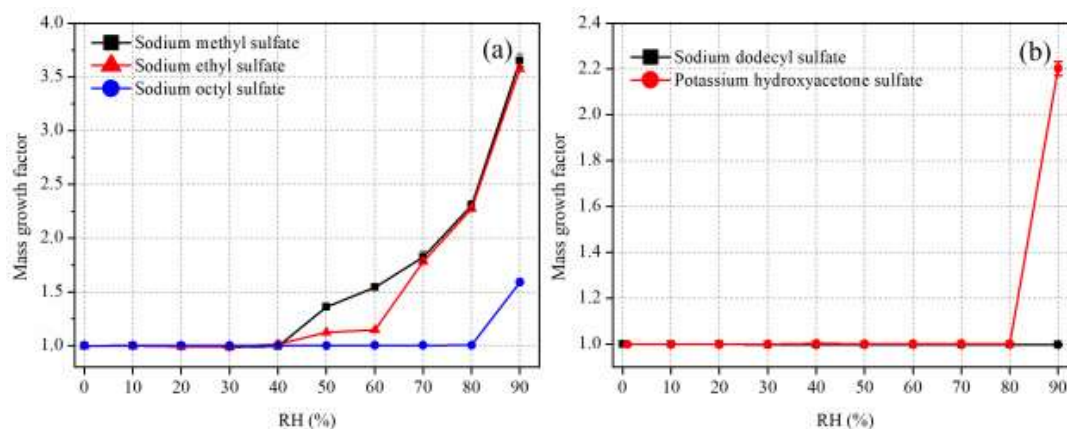 (a)
Sodium methyl sulfate
Sodium ethyl sulfate
Sodium octyl sulfate
Mass growth factor
4.0
3.5
3.0
2.5
2.0
1.5
1.0
0 10 20 30 40 50 60 70 80 90
RH (%)
(b)
Sodium dodecyl sulfate
Potassium hydroxyacetone sulfate
Mass growth factor
2.4
2.2
2.0
1.8
1.6
1.4
1.2
1.0
0 10 20 30 40 50 60 70 80 90
RH (%)